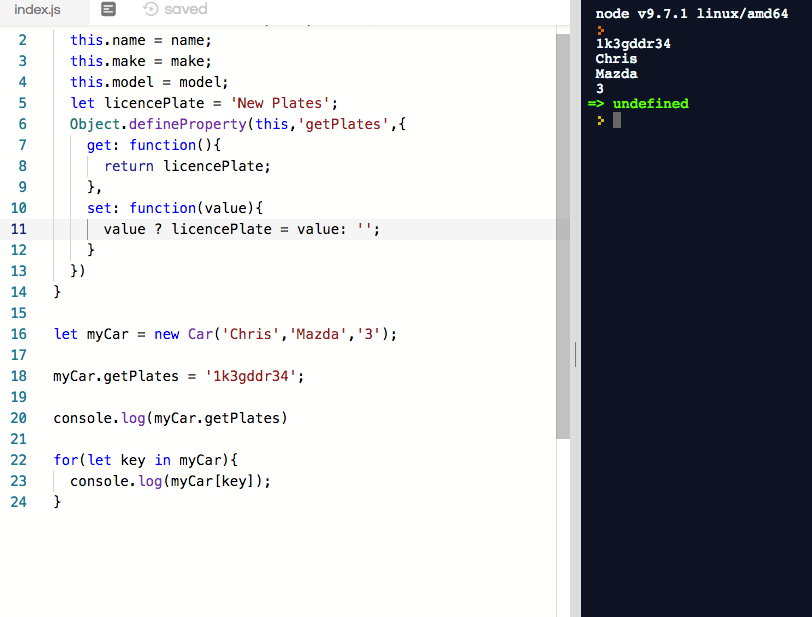 index.js saved
2 this.name = name;
3 this.make = make;
4 this.model = model;
5 let licencePlate = 'New Plates';
6 Object.defineProperty(this,'getPlates',{
7 get: function(){
8 return licencePlate;
9 },
10 set: function(value){
11 value ? licencePlate = value: '';
12 }
13 })
14 }
15
16 let myCar = new Car('Chris','Mazda','3');
17
18 myCar.getPlates = '1k3gddr34';
19
20 console.log(myCar.getPlates)
21
22 for(let key in myCar){
23 console.log(myCar[key]);
24 }
node v9.7.1 linux/amd64
1k3gddr34
Chris
Mazda
3
=> undefined